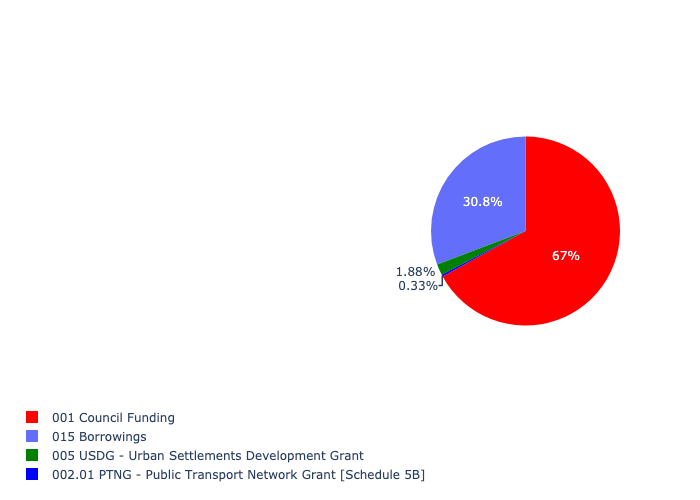 30.8%
67%
1.88%
0.33%
001 Council Funding
015 Borrowings
005 USDG - Urban Settlements Development Grant
002.01 PTNG - Public Transport Network Grant [Schedule 5B]